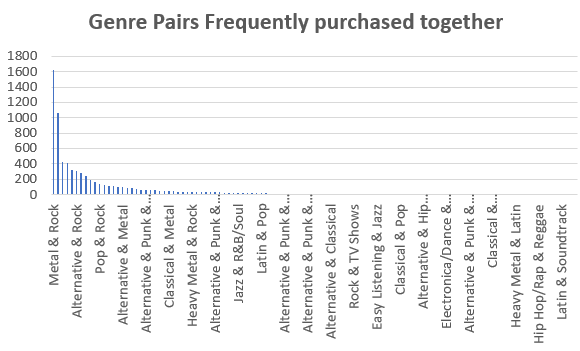 Genre Pairs Frequently purchased together
1800
1600
1400
1200
1000
800
600
400
200
0
Metal & Rock
Alternative & Rock
Pop & Rock
Alternative & Metal
Alternative & Punk &…
Classical & Metal
Heavy Metal & Rock
Alternative & Punk &…
Jazz & R&B/Soul
Latin & Pop
Alternative & Punk &…
Alternative & Punk &…
Alternative & Classical
Rock & TV Shows
Easy Listening & Jazz
Classical & Pop
Alternative & Hip…
Electronica/Dance &…
Alternative & Punk &…
Classical &…
Heavy Metal & Latin
Hip Hop/Rap & Reggae
Latin & Soundtrack